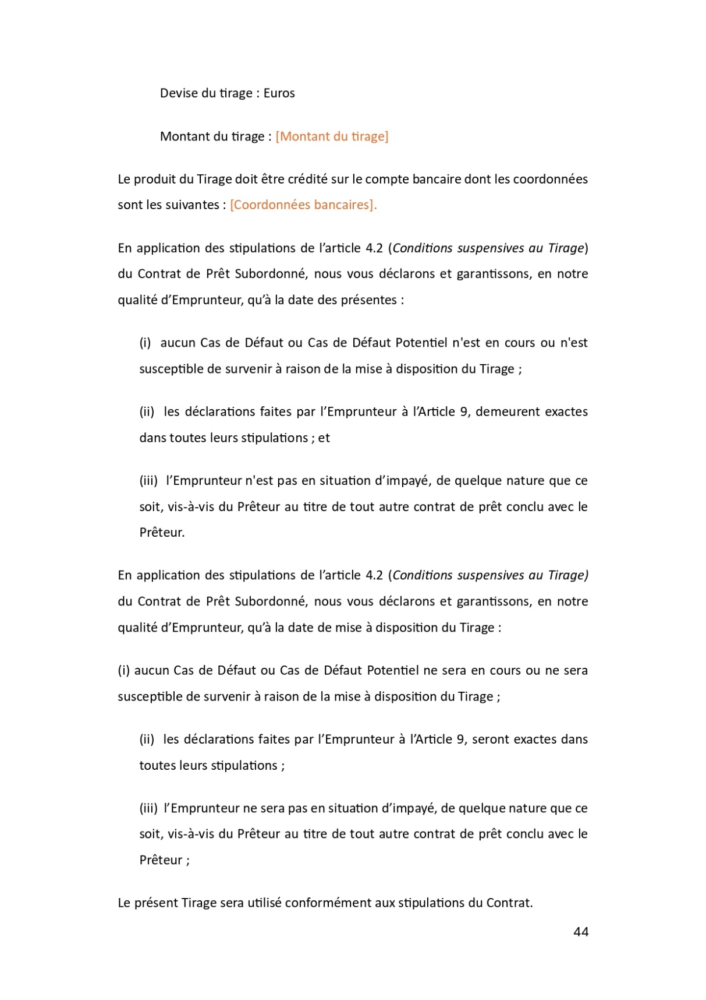 Devise du tirage : Euros
Montant du tirage : [Montant du tirage]
Le produit du Tirage doit être crédité sur le compte bancaire dont les coordonnées
sont les suivantes : [Coordonnées bancaires].
En application des stipulations de l’article 4.2 (Conditions suspensives au Tirage)
du Contrat de Prêt Subordonné, nous vous déclarons et garantissons, en notre
qualité d’Emprunteur, qu’à la date des présentes :
(i) aucun Cas de Défaut ou Cas de Défaut Potentiel n'est en cours ou n'est
susceptible de survenir à raison de la mise à disposition du Tirage ;
(ii) les déclarations faites par l’Emprunteur à l’Article 9, demeurent exactes
dans toutes leurs stipulations ; et
(iii) l’Emprunteur n'est pas en situation d’impayé, de quelque nature que ce
soit, vis-à-vis du Prêteur au titre de tout autre contrat de prêt conclu avec le
Prêteur.
En application des stipulations de l’article 4.2 (Conditions suspensives au Tirage)
du Contrat de Prêt Subordonné, nous vous déclarons et garantissons, en notre
qualité d’Emprunteur, qu’à la date de mise à disposition du Tirage :
(i) aucun Cas de Défaut ou Cas de Défaut Potentiel ne sera en cours ou ne sera
susceptible de survenir à raison de la mise à disposition du Tirage ;
(ii) les déclarations faites par l’Emprunteur à l’Article 9, seront exactes dans
toutes leurs stipulations ;
(iii) l’Emprunteur ne sera pas en situation d’impayé, de quelque nature que ce
soit, vis-à-vis du Prêteur au titre de tout autre contrat de prêt conclu avec le
Prêteur ;
Le présent Tirage sera utilisé conformément aux stipulations du Contrat.
44